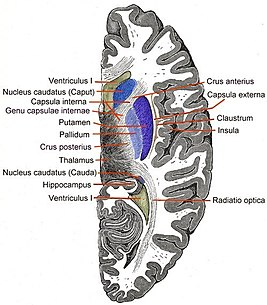 Ventriculus I
Nucleus caudatus (Caput)
Capsula interna
Genu capsulae internae
Putamen
Pallidum
Crus posterius
Thalamus
Nucleus caudatus (Cauda)
Hippocampus
Ventriculus I
Crus anterius
Capsula externa
Claustrum
Insula
Radiatio optica